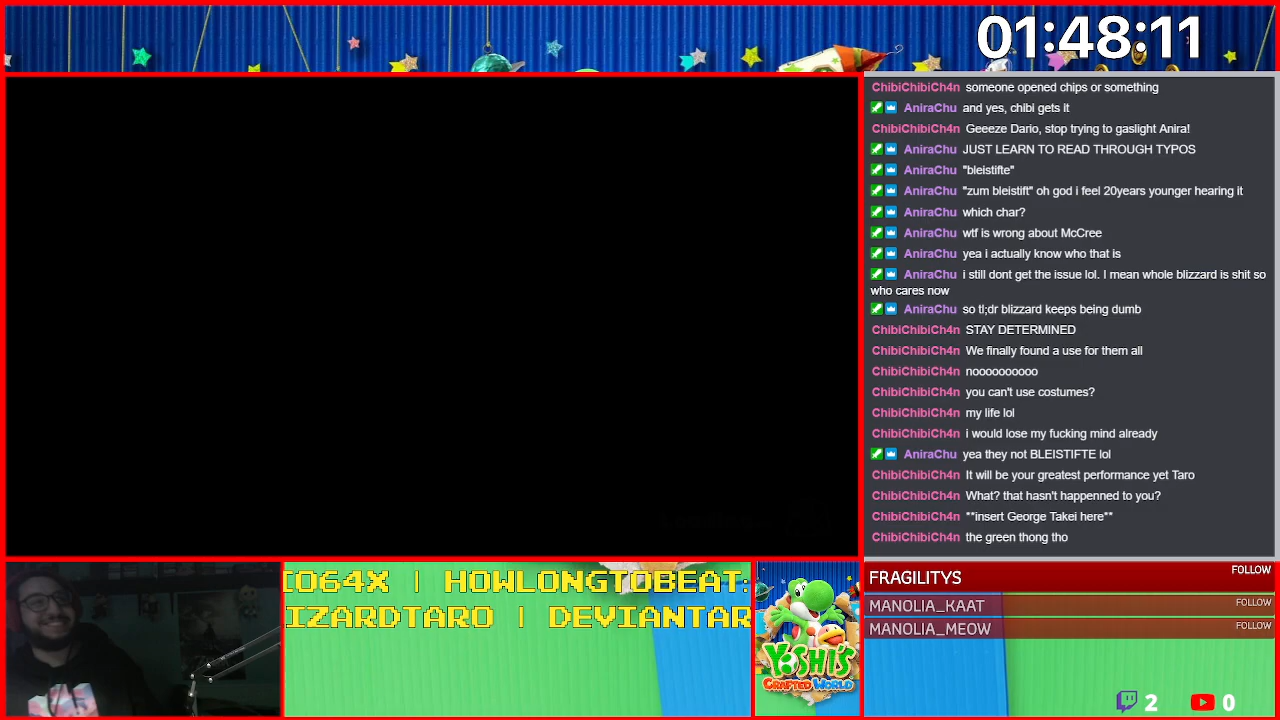 01:48:11
ChibiChibiCh4n someone opened chips or something
AniraChu and yes, chibi gets it
ChibiChibiCh4n Geeeze Dario, stop trying to gaslight Anira!
AniraChu JUST LEARN TO READ THROUGH TYPOS
AniraChu "bleistifte"
AniraChu "zum bleistift" oh god i feel 20years younger hearing it
AniraChu which char?
AniraChu wtf is wrong about McCree
AniraChu yea i actually know who that is
AniraChu i still dont get the issue lol. I mean whole blizzard is shit so
who cares now
AniraChu so tl;dr blizzard keeps being dumb
ChibiChibiCh4n STAY DETERMINED
ChibiChibiCh4n We finally found a use for them all
ChibiChibiCh4n noooooooooo
ChibiChibiCh4n you can't use costumes?
ChibiChibiCh4n my life lol
ChibiChibiCh4n i would lose my fucking mind already
AniraChu yea they not BLEISTIFTE lol
ChibiChibiCh4n It will be your greatest performance yet Taro
ChibiChibiCh4n What? that hasn't happenned to you?
ChibiChibiCh4n **insert George Takei here**
ChibiChibiCh4n the green thong tho
IO64X | HOWLONGTOBEAT:
IZARDTARO | DEVIANTAR
YOSHI'S
CRAFTED WORLD
FRAGILITYS FOLLOW
MANOLIA_KAAT FOLLOW
MANOLIA_MEOW FOLLOW
2 0